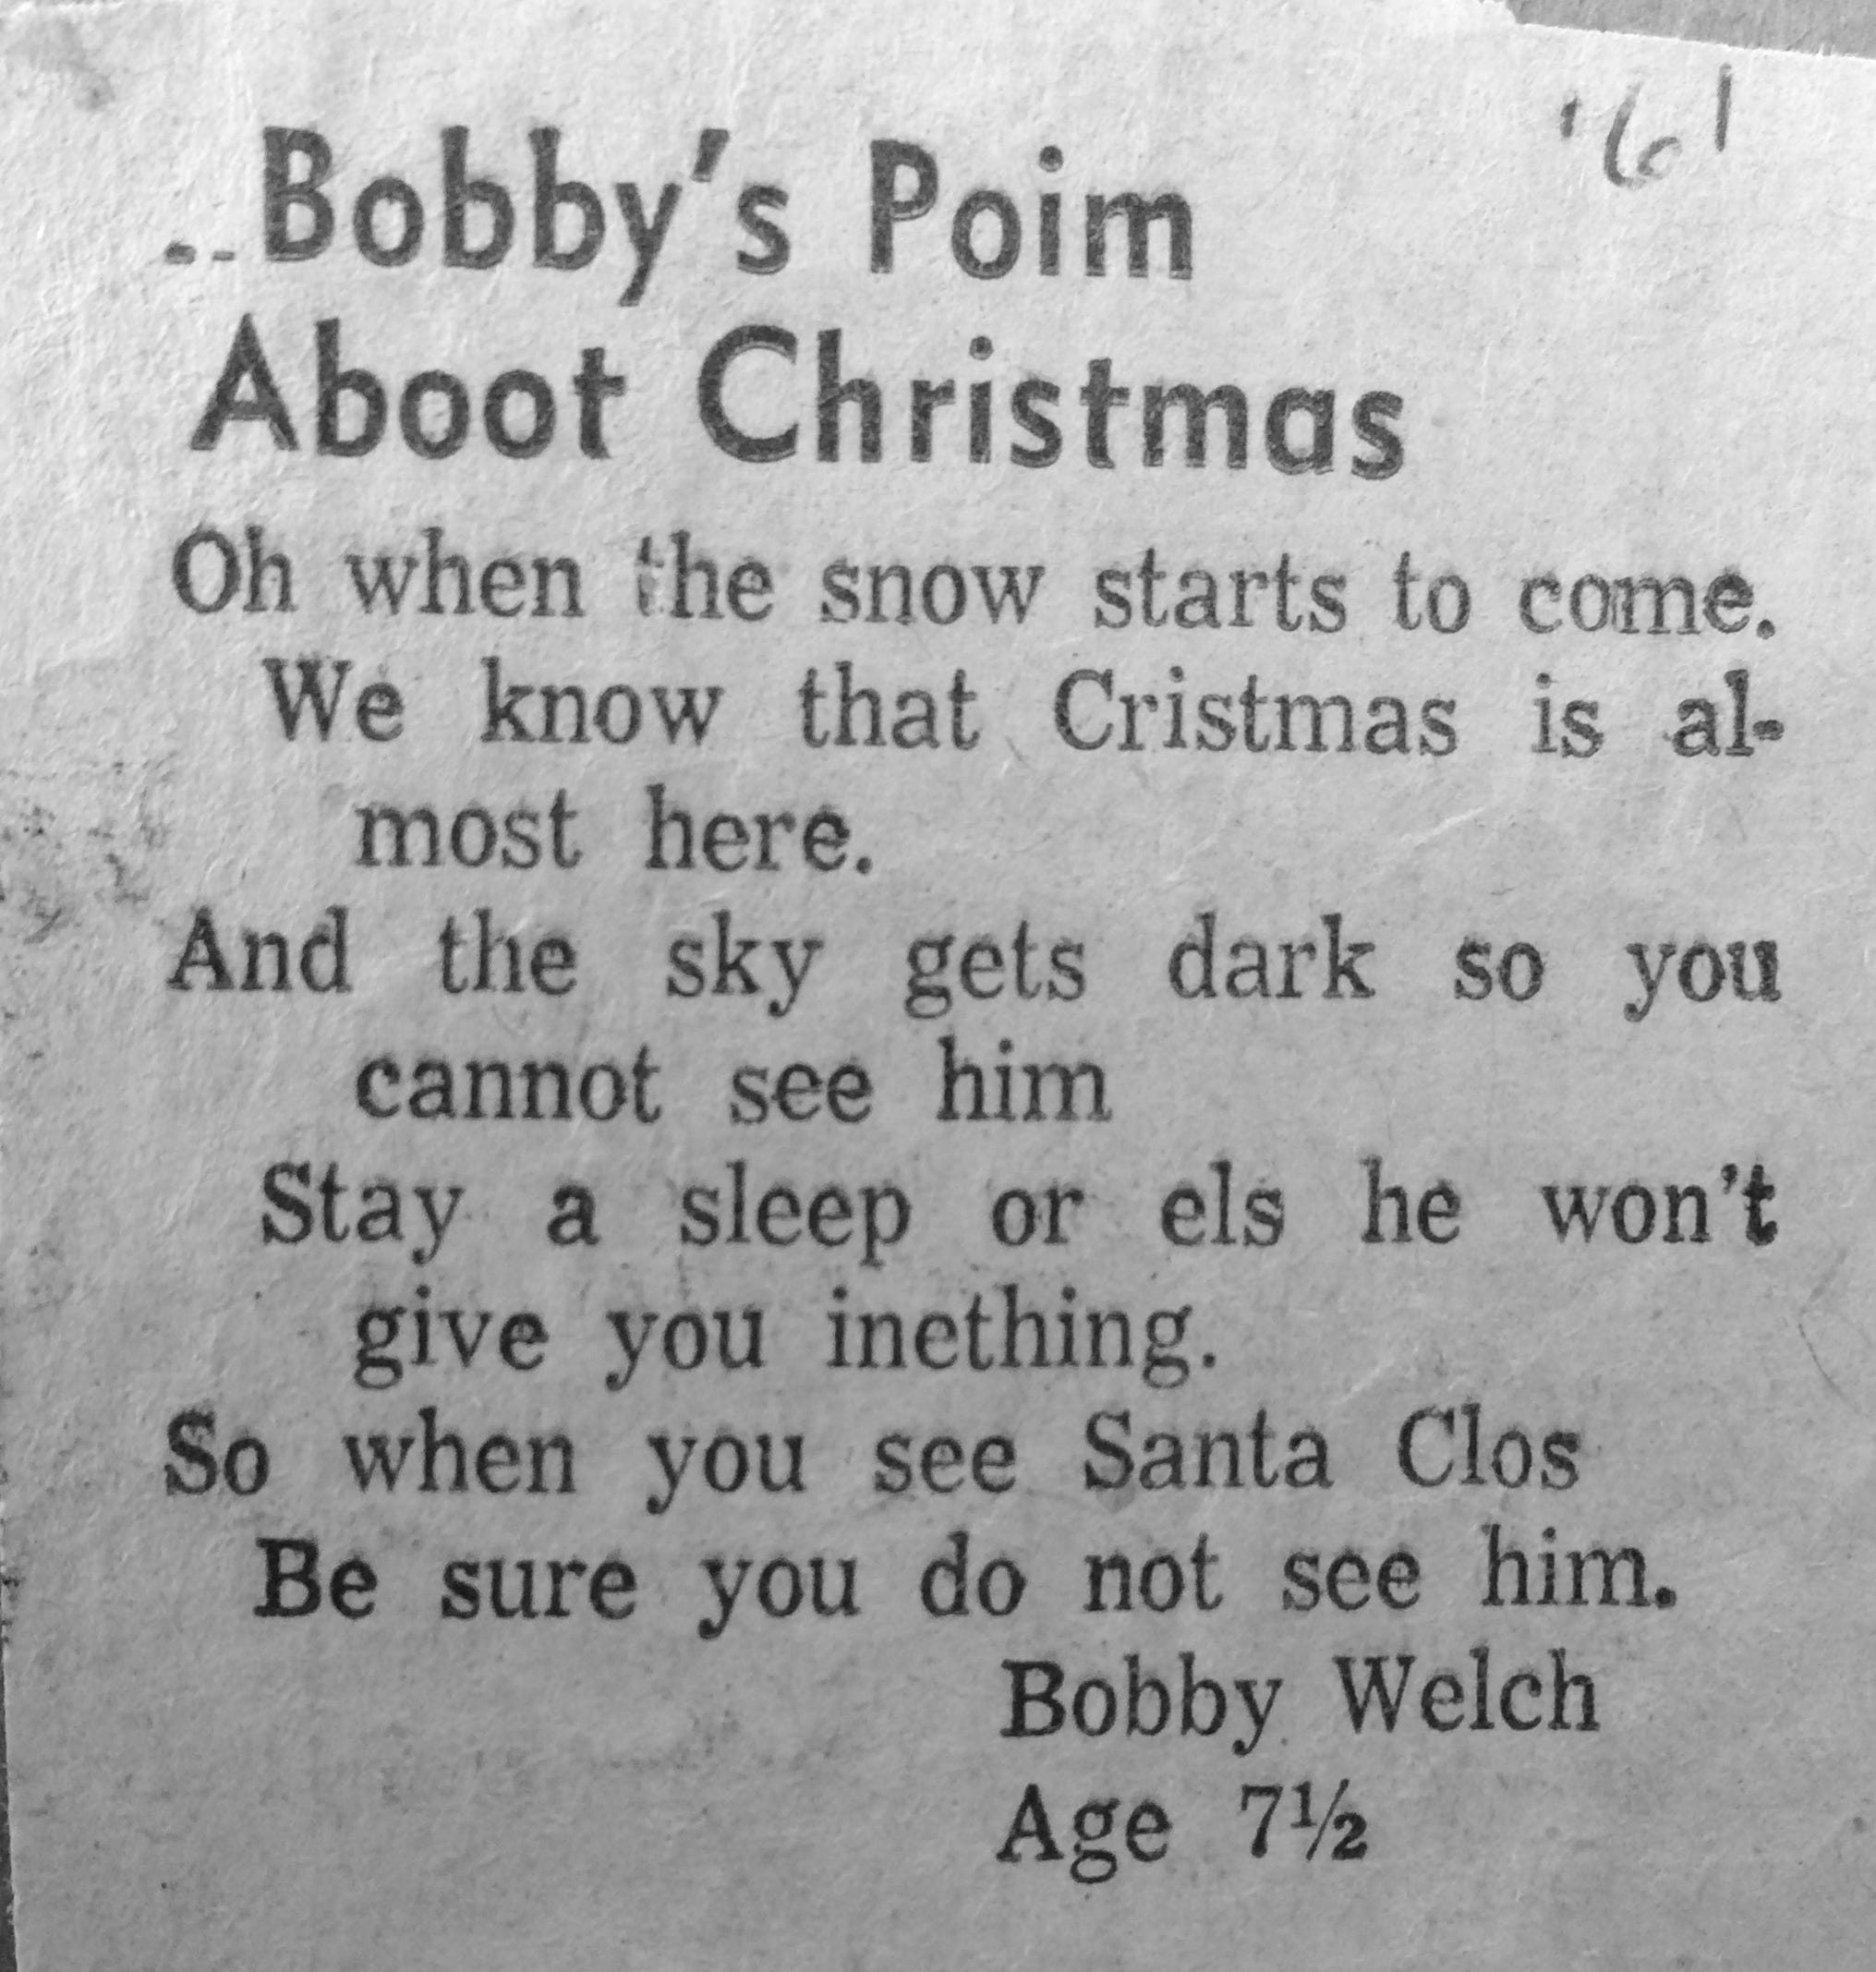 '61
..Bobby's Poim
Aboot Christmas
Oh when the snow starts to come.
We know that Cristmas is al-
most here.
And the sky gets dark so you
cannot see him
Stay a sleep or els he won't
give you inething.
So when you see Santa Clos
Be sure you do not see him.
Bobby Welch
Age 7½